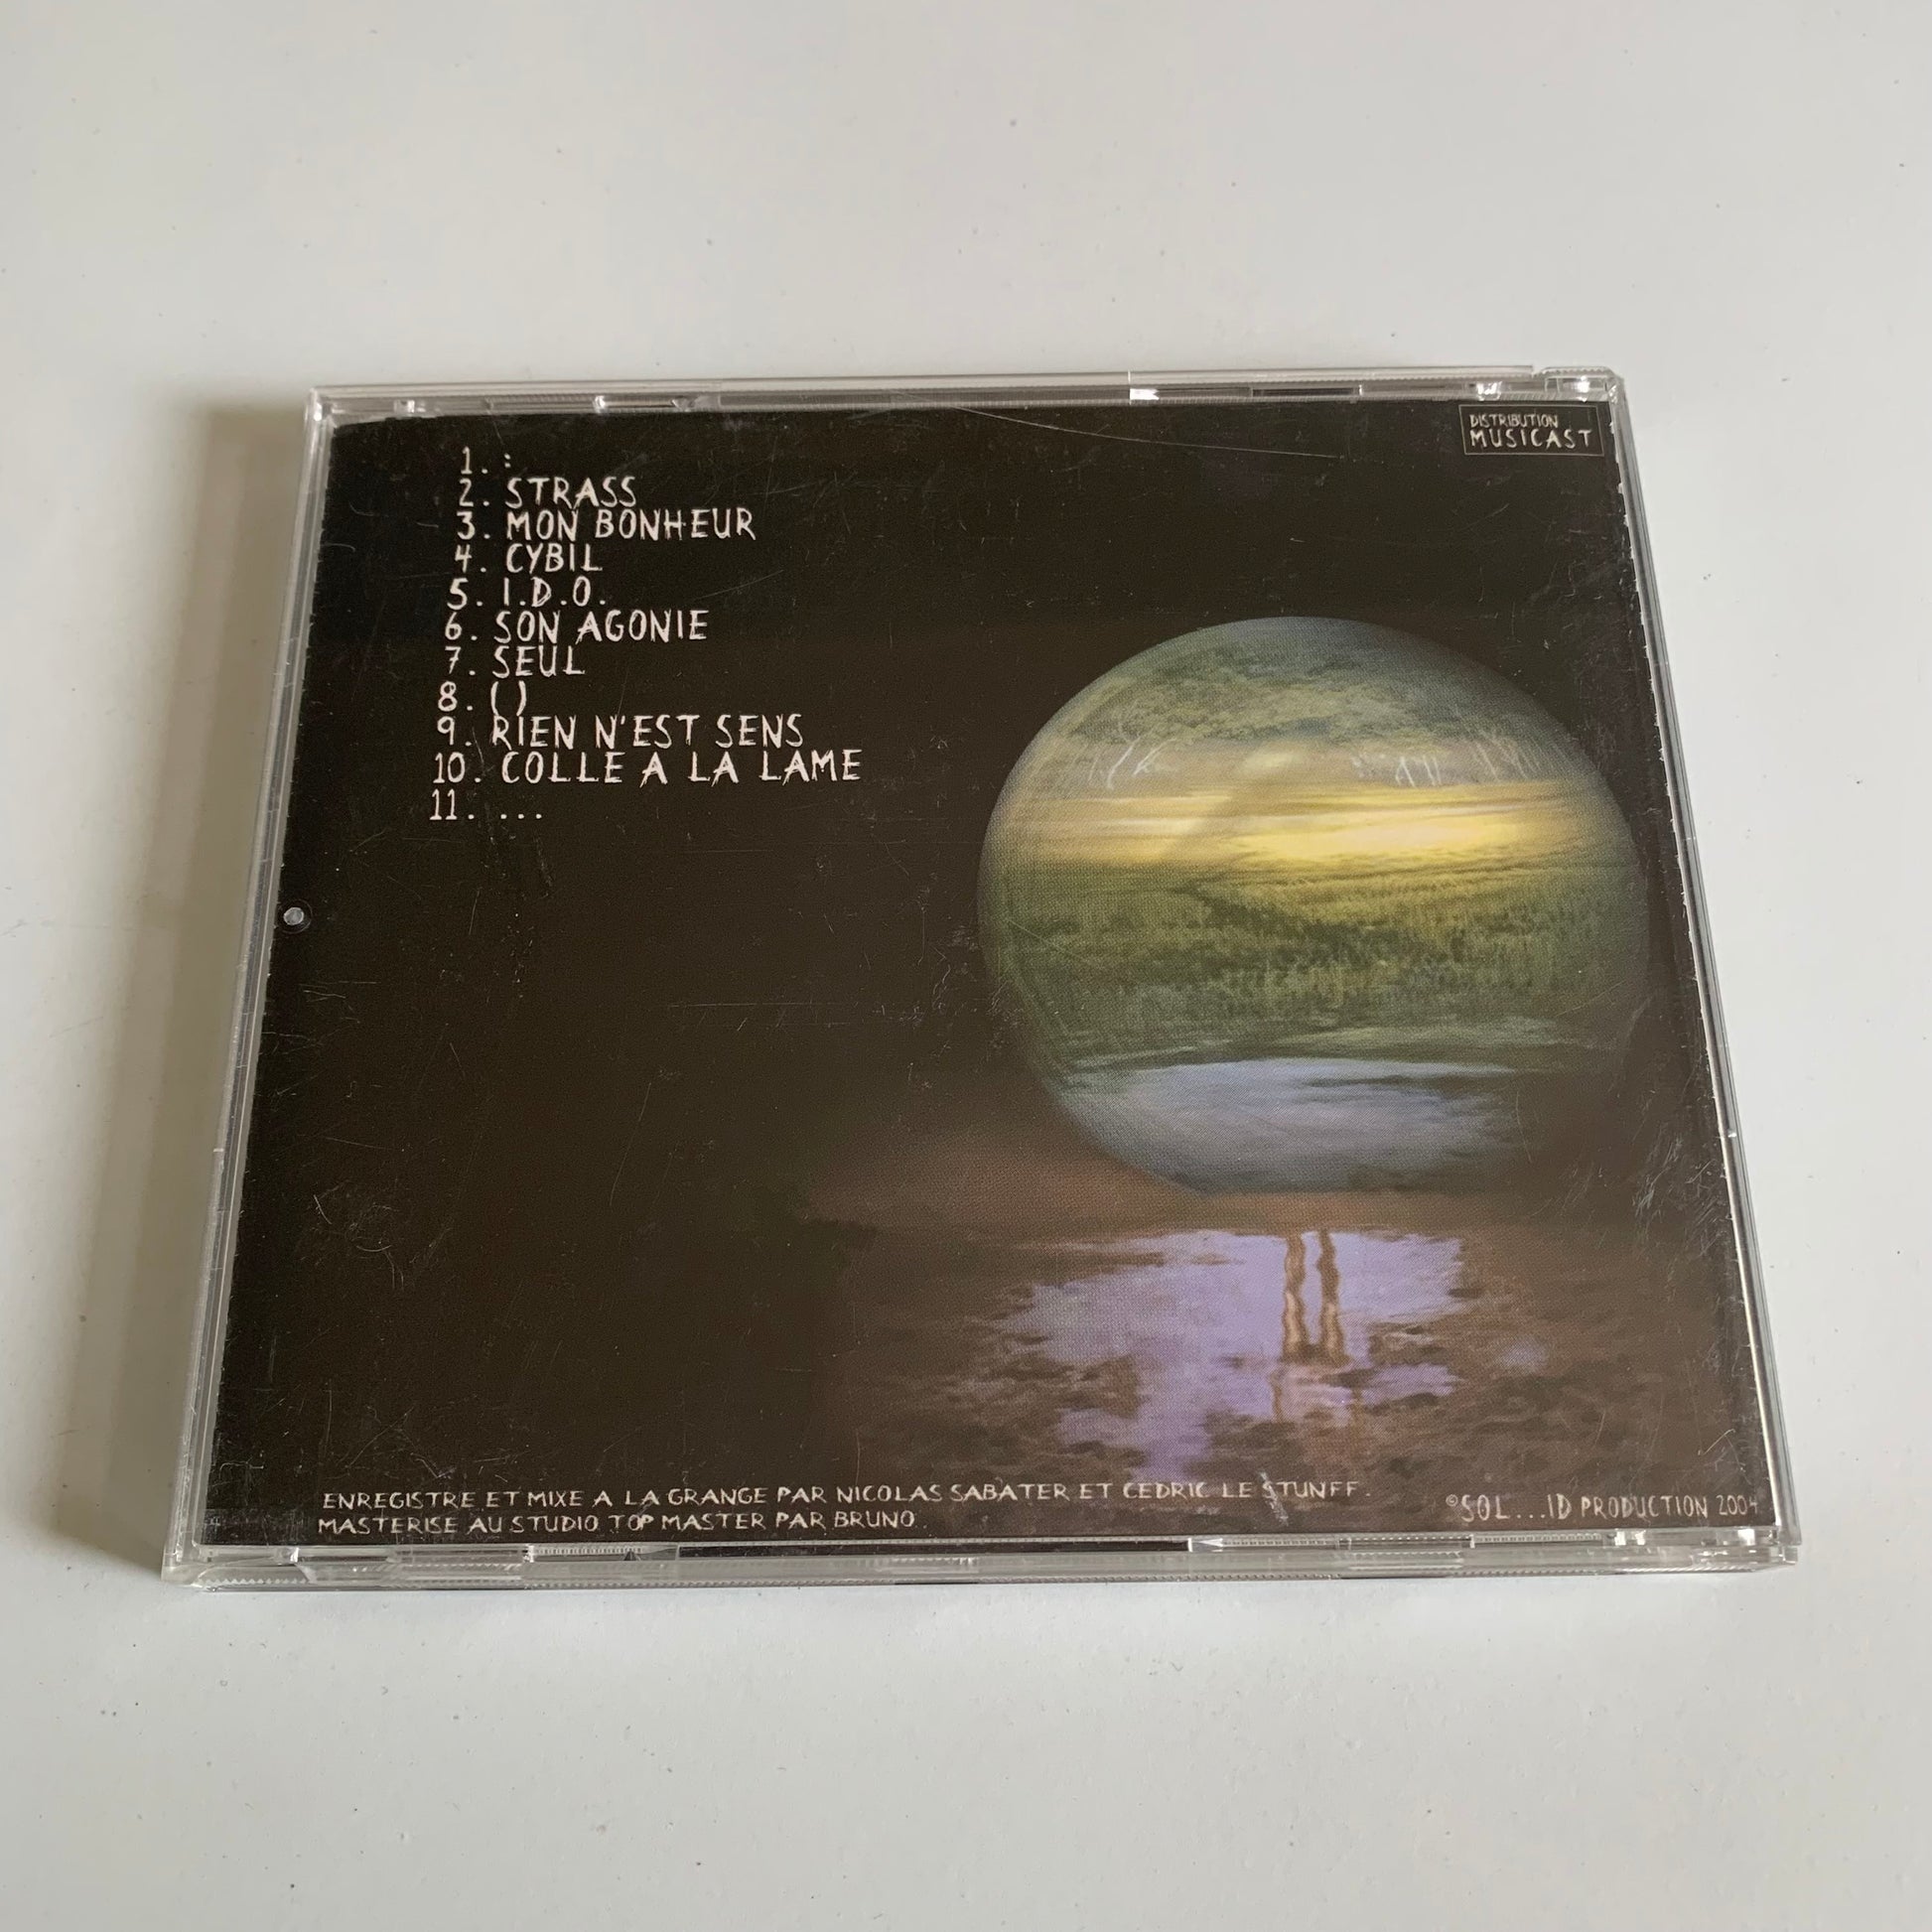 DISTRIBUTION
MUSICAST
1. :
2. STRASS
3. MON BONHEUR
4. CYBIL
5. I.D.O.
6. SON AGONIE
7. SEUL
8. ( )
9. RIEN N'EST SENS
10. COLLE A LA LAME
11. ...
ENREGISTRE ET MIXE A LA GRANGE PAR NICOLAS SABATER ET CEDRIC LE STUNFF.
MASTERISE AU STUDIO TOP MASTER PAR BRUNO.
©SOL...ID PRODUCTION 2004